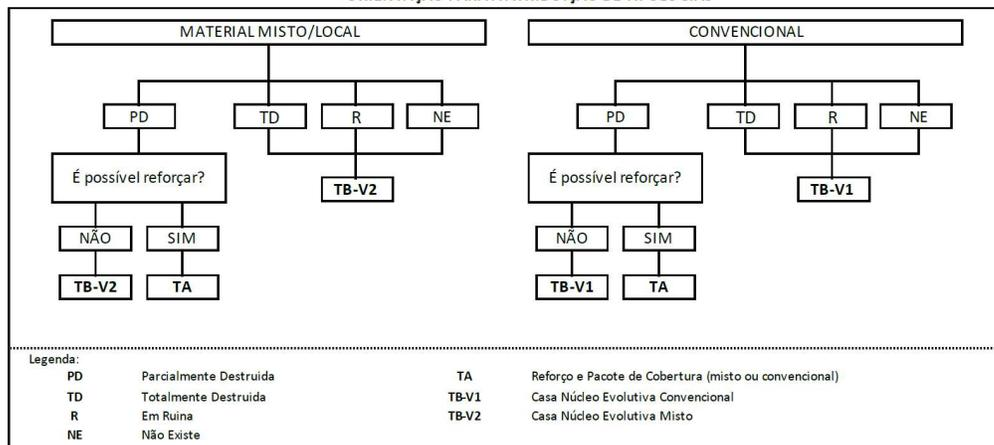 MATERIAL MISTO/LOCAL
CONVENCIONAL
PD
TD
R
NE
PD
TD
R
NE
É possível reforçar?
TB-V2
É possível reforçar?
TB-V1
NÃO
SIM
NÃO
SIM
TB-V2
TA
TB-V1
TA
Legenda:
PD Parcialmente Destruida
TA Reforço e Pacote de Cobertura (misto ou convencional)
TD Totalmente Destruida
TB-V1 Casa Núcleo Evolutiva Convencional
R Em Ruina
TB-V2 Casa Núcleo Evolutiva Misto
NE Não Existe